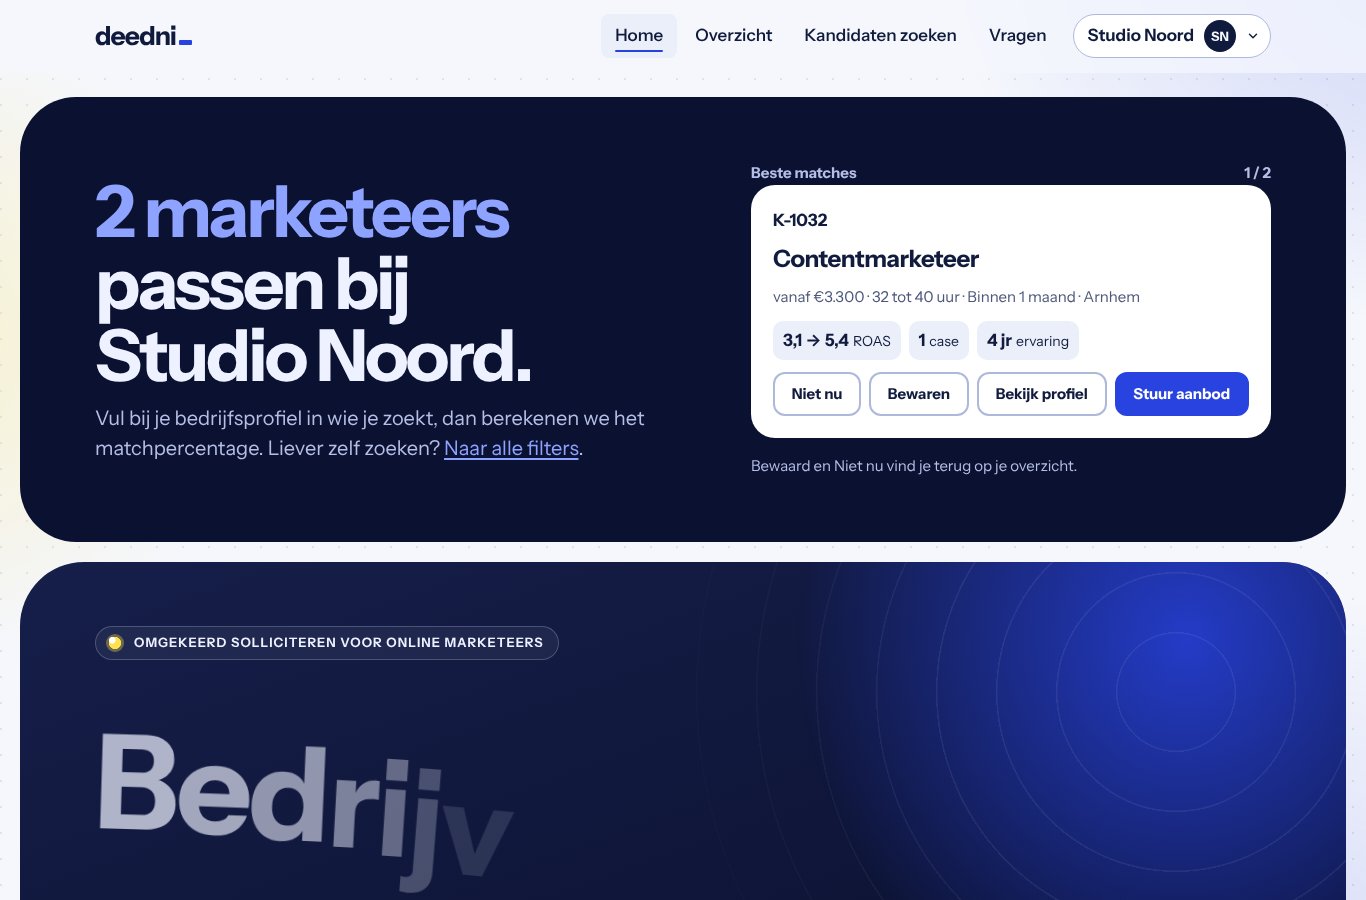 deedni
Home
Overzicht
Kandidaten zoeken
Vragen
Studio Noord
SN
2 marketeers
passen bij
Studio Noord.
Vul bij je bedrijfsprofiel in wie je zoekt, dan berekenen we het
matchpercentage. Liever zelf zoeken? Naar alle filters.
Beste matches
1 / 2
K-1032
Contentmarketeer
vanaf €3.300 · 32 tot 40 uur · Binnen 1 maand · Arnhem
3,1 → 5,4 ROAS
1 case
4 jr ervaring
Niet nu
Bewaren
Bekijk profiel
Stuur aanbod
Bewaard en Niet nu vind je terug op je overzicht.
OMGEKEERD SOLLICITEREN VOOR ONLINE MARKETEERS
Bedrijv